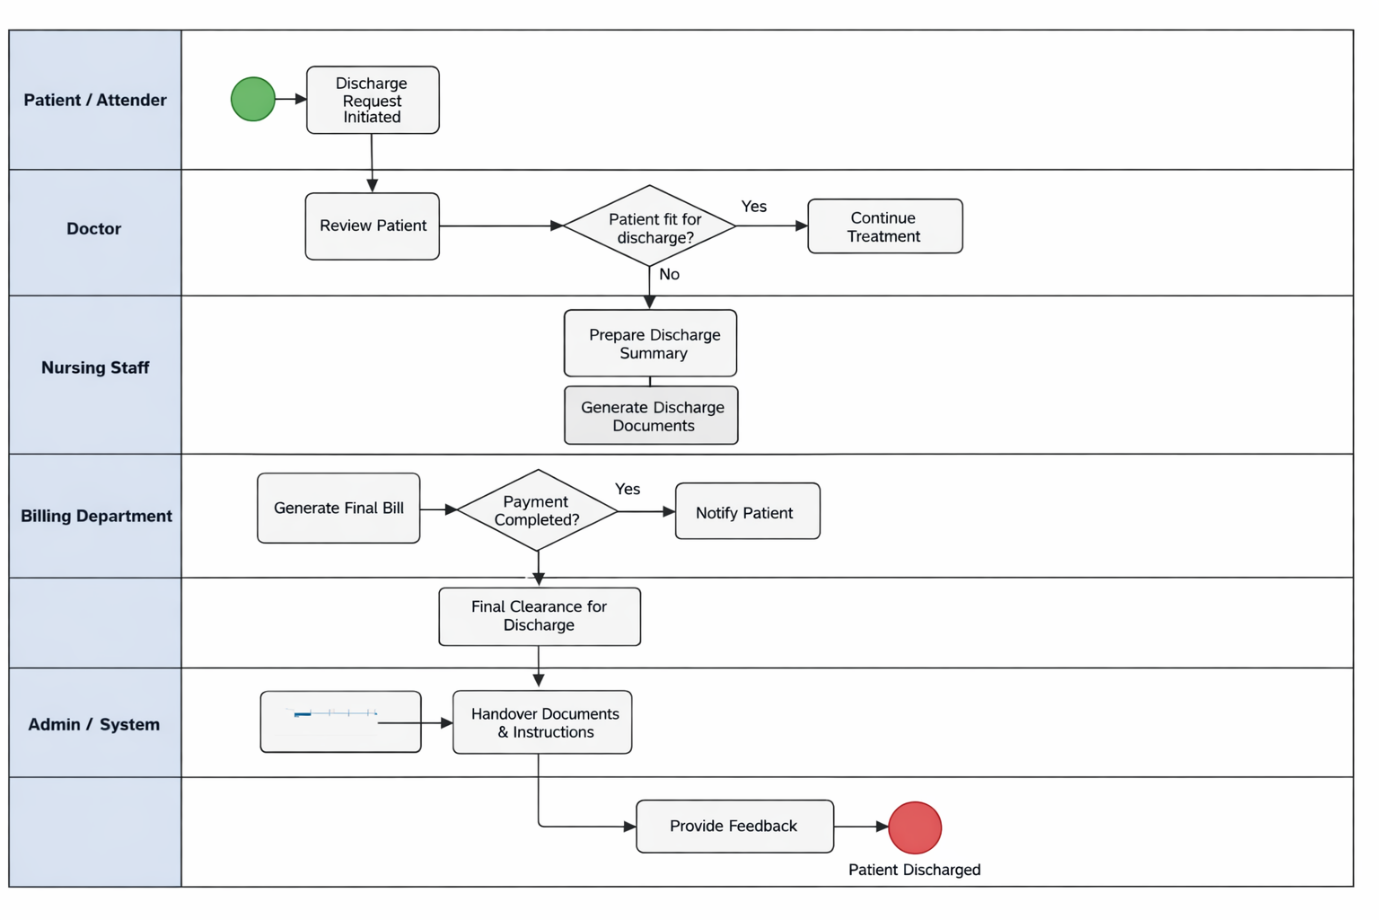 Patient / Attender
Discharge
Request
Initiated
Doctor
Review Patient
Patient fit for
discharge?
Yes
Continue
Treatment
No
Nursing Staff
Prepare Discharge
Summary
Generate Discharge
Documents
Billing Department
Generate Final Bill
Payment
Completed?
Yes
Notify Patient
Final Clearance for
Discharge
Admin / System
Handover Documents
& Instructions
Provide Feedback
Patient Discharged